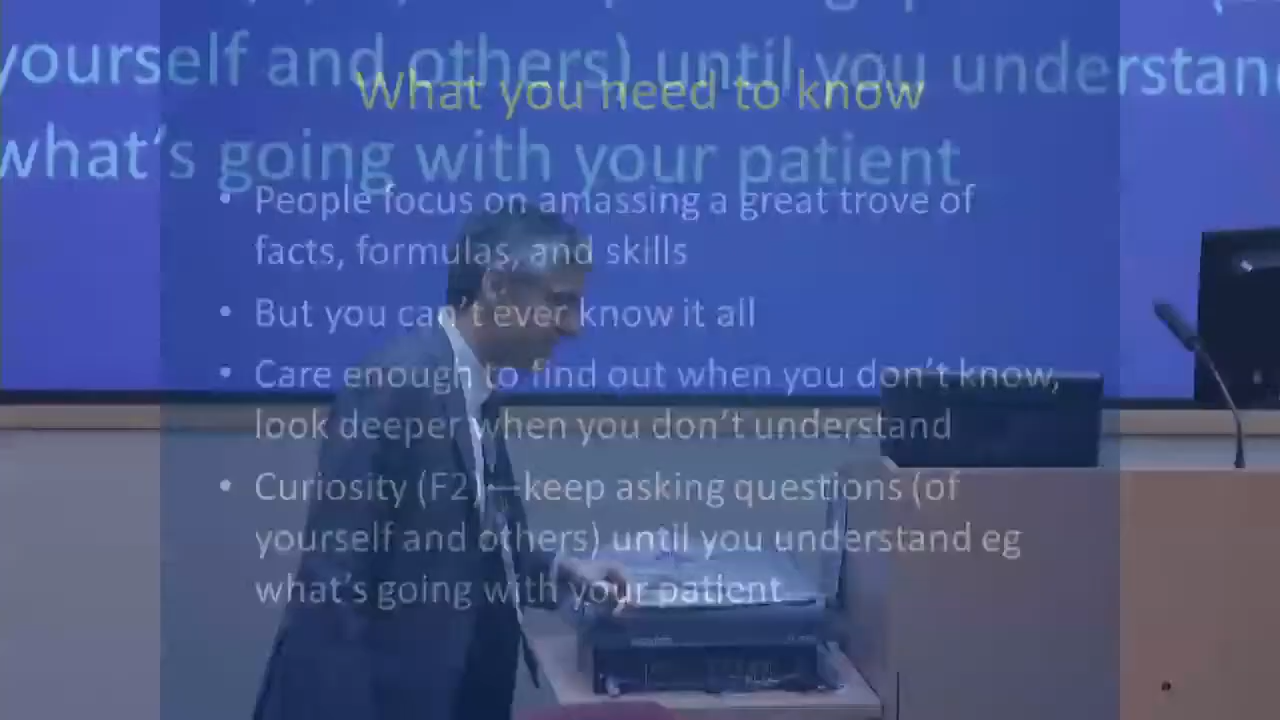 yourself and others) until you understand
what's going with your patient
What you need to know
• People focus on amassing a great trove of
facts, formulas, and skills
• But you can't ever know it all
• Care enough to find out when you don't know,
look deeper when you don't understand
• Curiosity (F2)—keep asking questions (of
yourself and others) until you understand eg
what's going with your patient